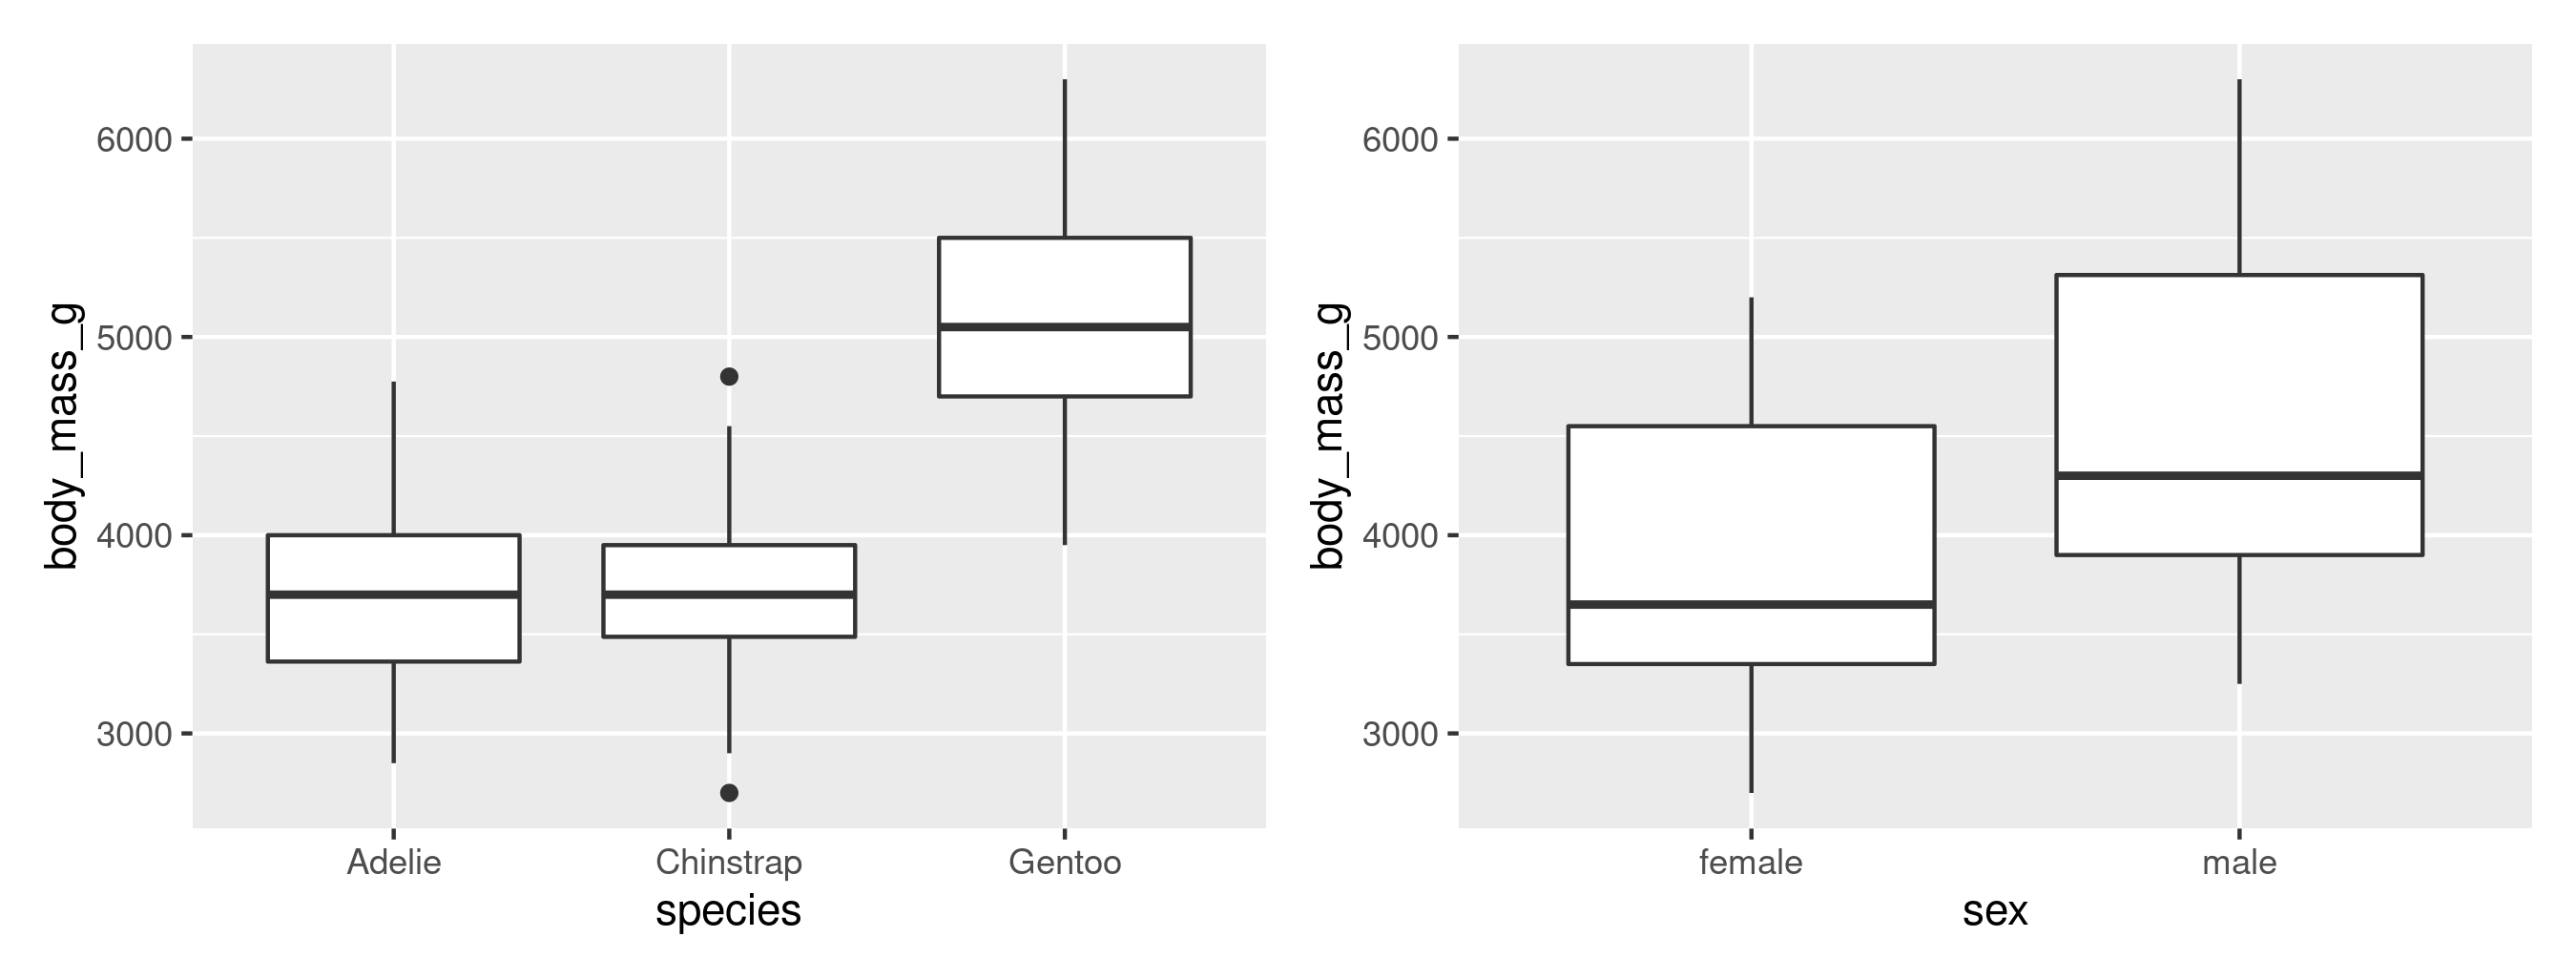 body_mass_g
6000
5000
4000
3000
Adelie Chinstrap Gentoo
species
body_mass_g
6000
5000
4000
3000
female male
sex